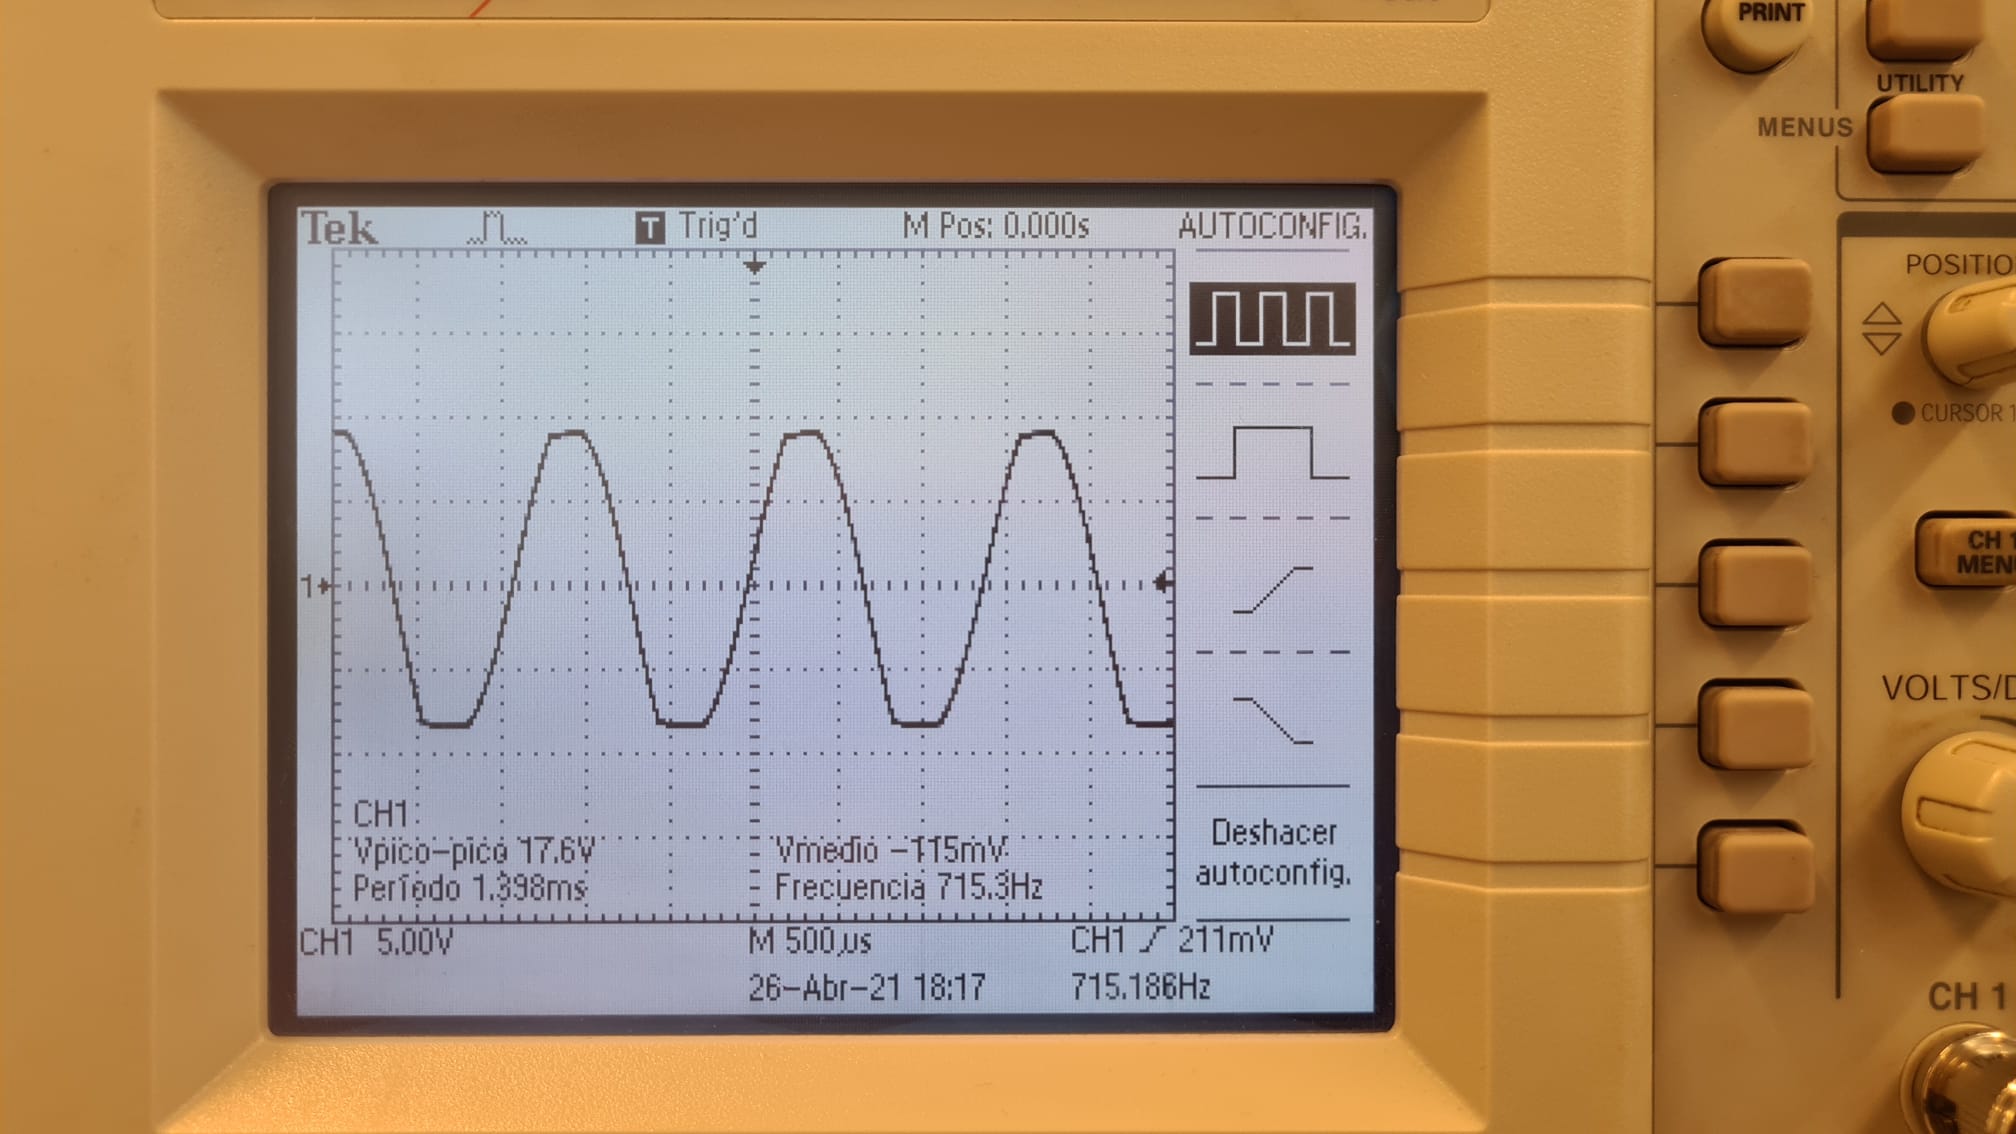 PRINT
UTILITY
MENUS
Tek T Trig'd M Pos: 0.000s AUTOCONFIG.
POSITIO
CURSOR 1
1
CH 1
MENU
VOLTS/D
CH1
Vpico-pico 17.6V Vmedio -115mV
Período 1.398ms Frecuencia 715.3Hz
Deshacer
autoconfig.
CH1 5.00V M 500µs CH1 211mV
26-Abr-21 18:17 715.186Hz
CH 1